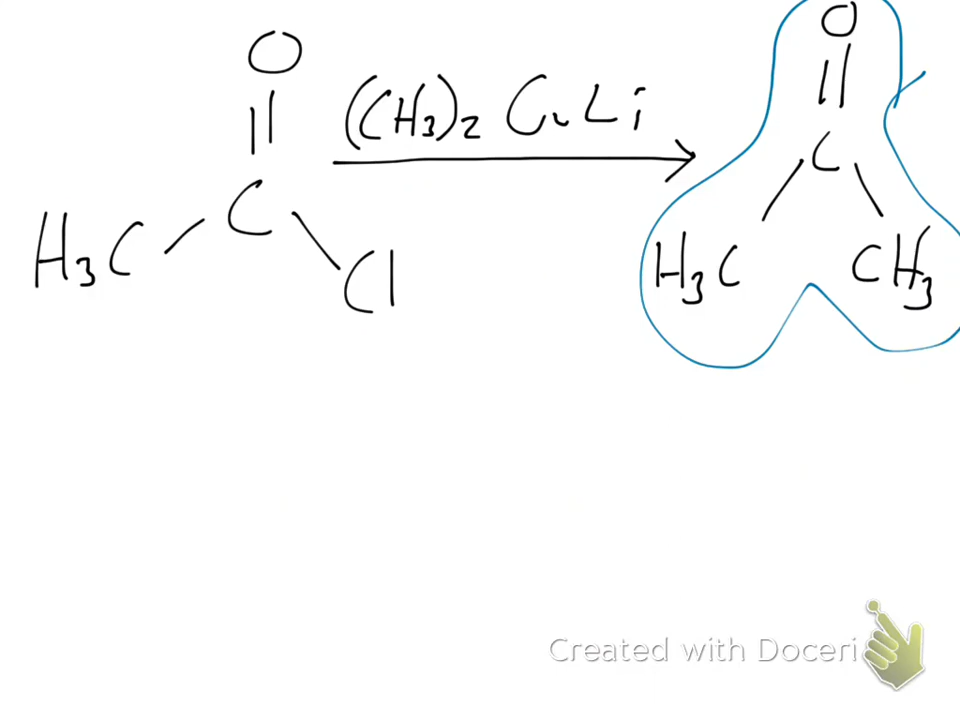 O
||
H3C C Cl
(CH3)2 CuLi
O
||
C
H3C CH3
Created with Doceri